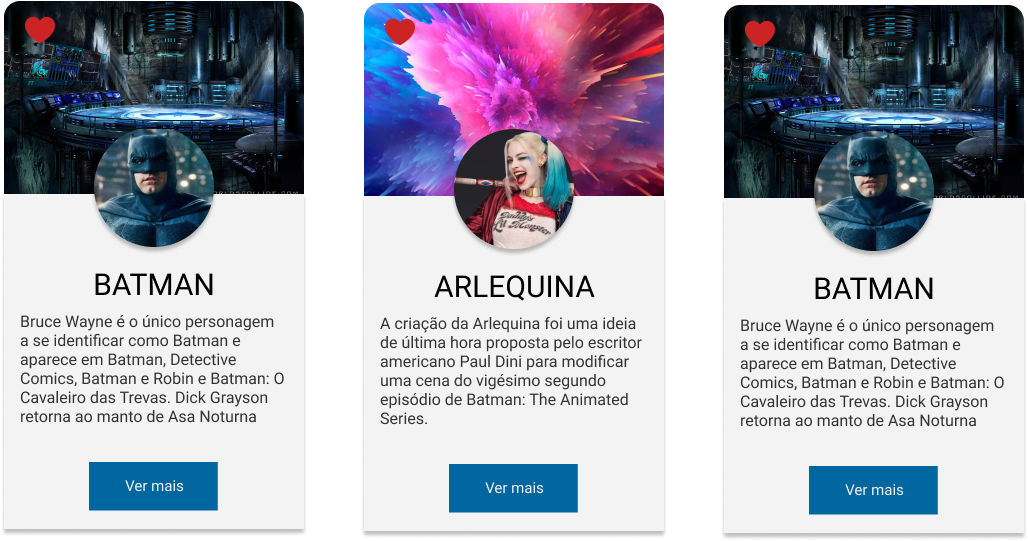 BATMAN
Bruce Wayne é o único personagem
a se identificar como Batman e
aparece em Batman, Detective
Comics, Batman e Robin e Batman: O
Cavaleiro das Trevas. Dick Grayson
retorna ao manto de Asa Noturna
Ver mais
Daddy's
Lil Monster
ARLEQUINA
A criação da Arlequina foi uma ideia
de última hora proposta pelo escritor
americano Paul Dini para modificar
uma cena do vigésimo segundo
episódio de Batman: The Animated
Series.
Ver mais
BATMAN
Bruce Wayne é o único personagem
a se identificar como Batman e
aparece em Batman, Detective
Comics, Batman e Robin e Batman: O
Cavaleiro das Trevas. Dick Grayson
retorna ao manto de Asa Noturna
Ver mais